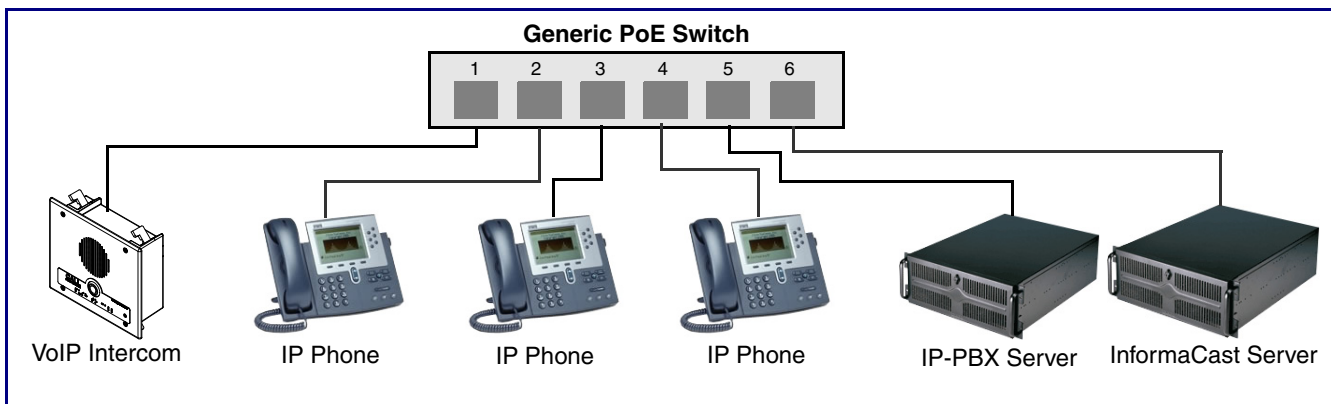 Generic PoE Switch
1 2 3 4 5 6
VoIP Intercom
IP Phone
IP Phone
IP Phone
IP-PBX Server
InformaCast Server